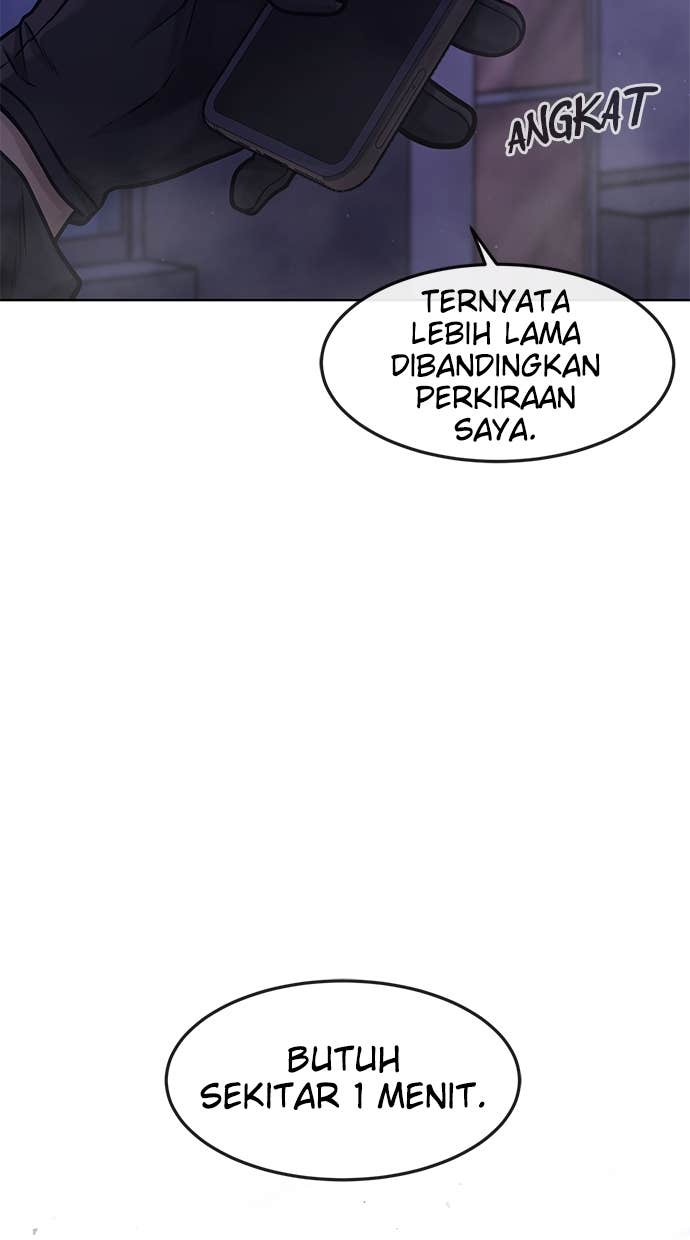 ANGKAT
TERNYATA
LEBIH LAMA
DIBANDINGKAN
PERKIRAAN
SAYA.
BUTUH
SEKITAR 1 MENIT.